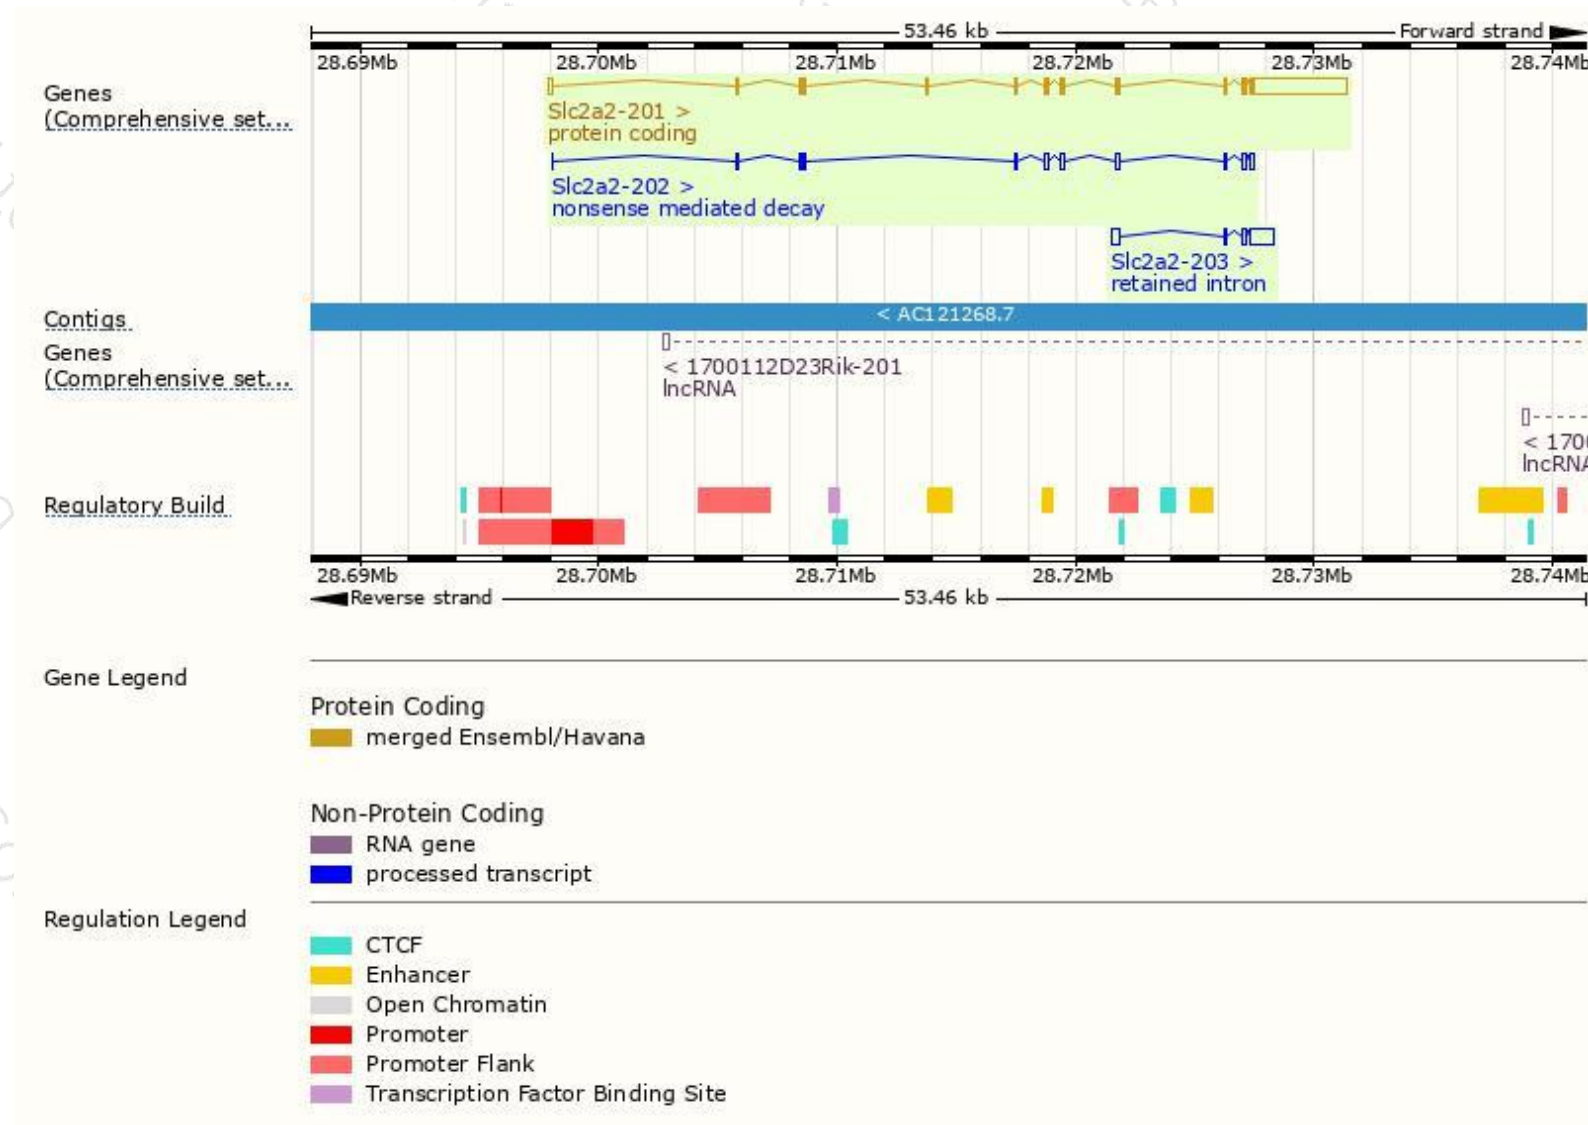 53.46 kb
Forward strand
28.69Mb 28.70Mb 28.71Mb 28.72Mb 28.73Mb 28.74Mb
Genes
(Comprehensive set...
Slc2a2-201 >
protein coding
Slc2a2-202 >
nonsense mediated decay
Slc2a2-203 >
retained intron
Contigs
< AC121268.7
Genes
(Comprehensive set...
< 1700112D23Rik-201
lncRNA
< 170
lncRNA
Regulatory Build
28.69Mb 28.70Mb 28.71Mb 28.72Mb 28.73Mb 28.74Mb
Reverse strand
53.46 kb
Gene Legend
Protein Coding
merged Ensembl/Havana
Non-Protein Coding
RNA gene
processed transcript
Regulation Legend
CTCF
Enhancer
Open Chromatin
Promoter
Promoter Flank
Transcription Factor Binding Site